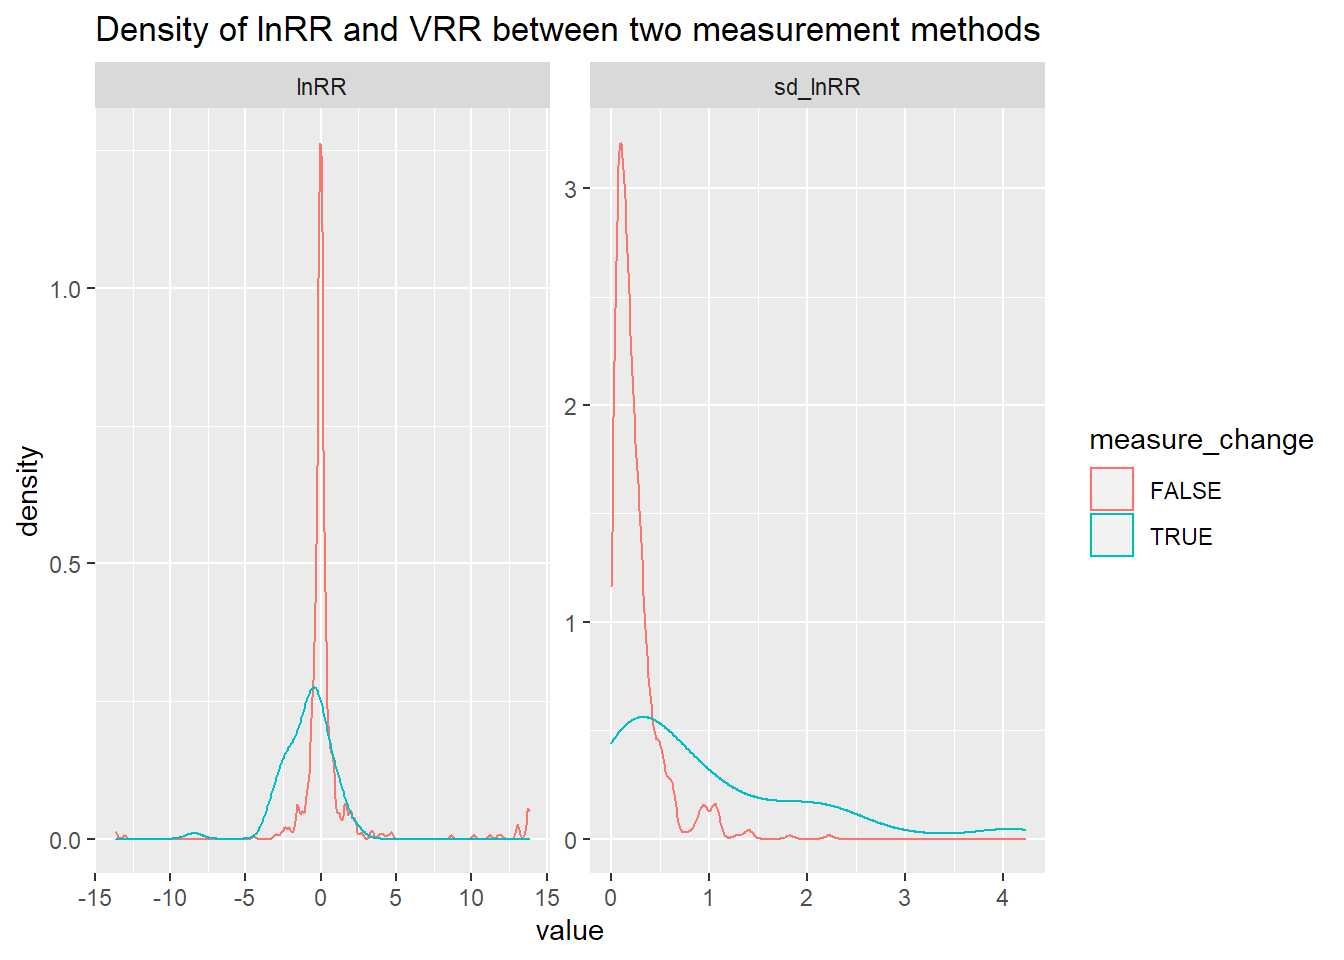 Density of lnRR and VRR between two measurement methods
lnRR
sd_lnRR
density
0.0
0.5
1.0
0
1
2
3
-15 -10 -5 0 5 10 15
0 1 2 3 4
value
measure_change
FALSE
TRUE